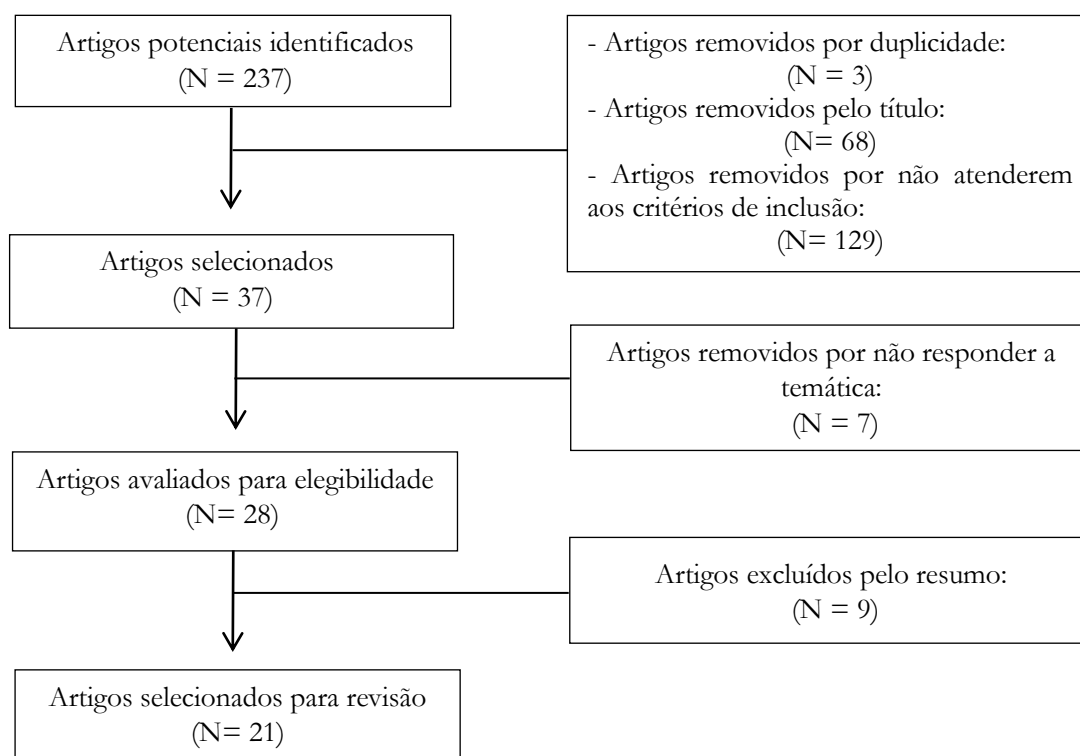 Artigos potenciais identificados
(N = 237)
- Artigos removidos por duplicidade:
(N = 3)
- Artigos removidos pelo título:
(N= 68)
- Artigos removidos por não atenderem
aos critérios de inclusão:
(N= 129)
Artigos selecionados
(N = 37)
Artigos removidos por não responder a
temática:
(N = 7)
Artigos avaliados para elegibilidade
(N= 28)
Artigos excluídos pelo resumo:
(N = 9)
Artigos selecionados para revisão
(N= 21)